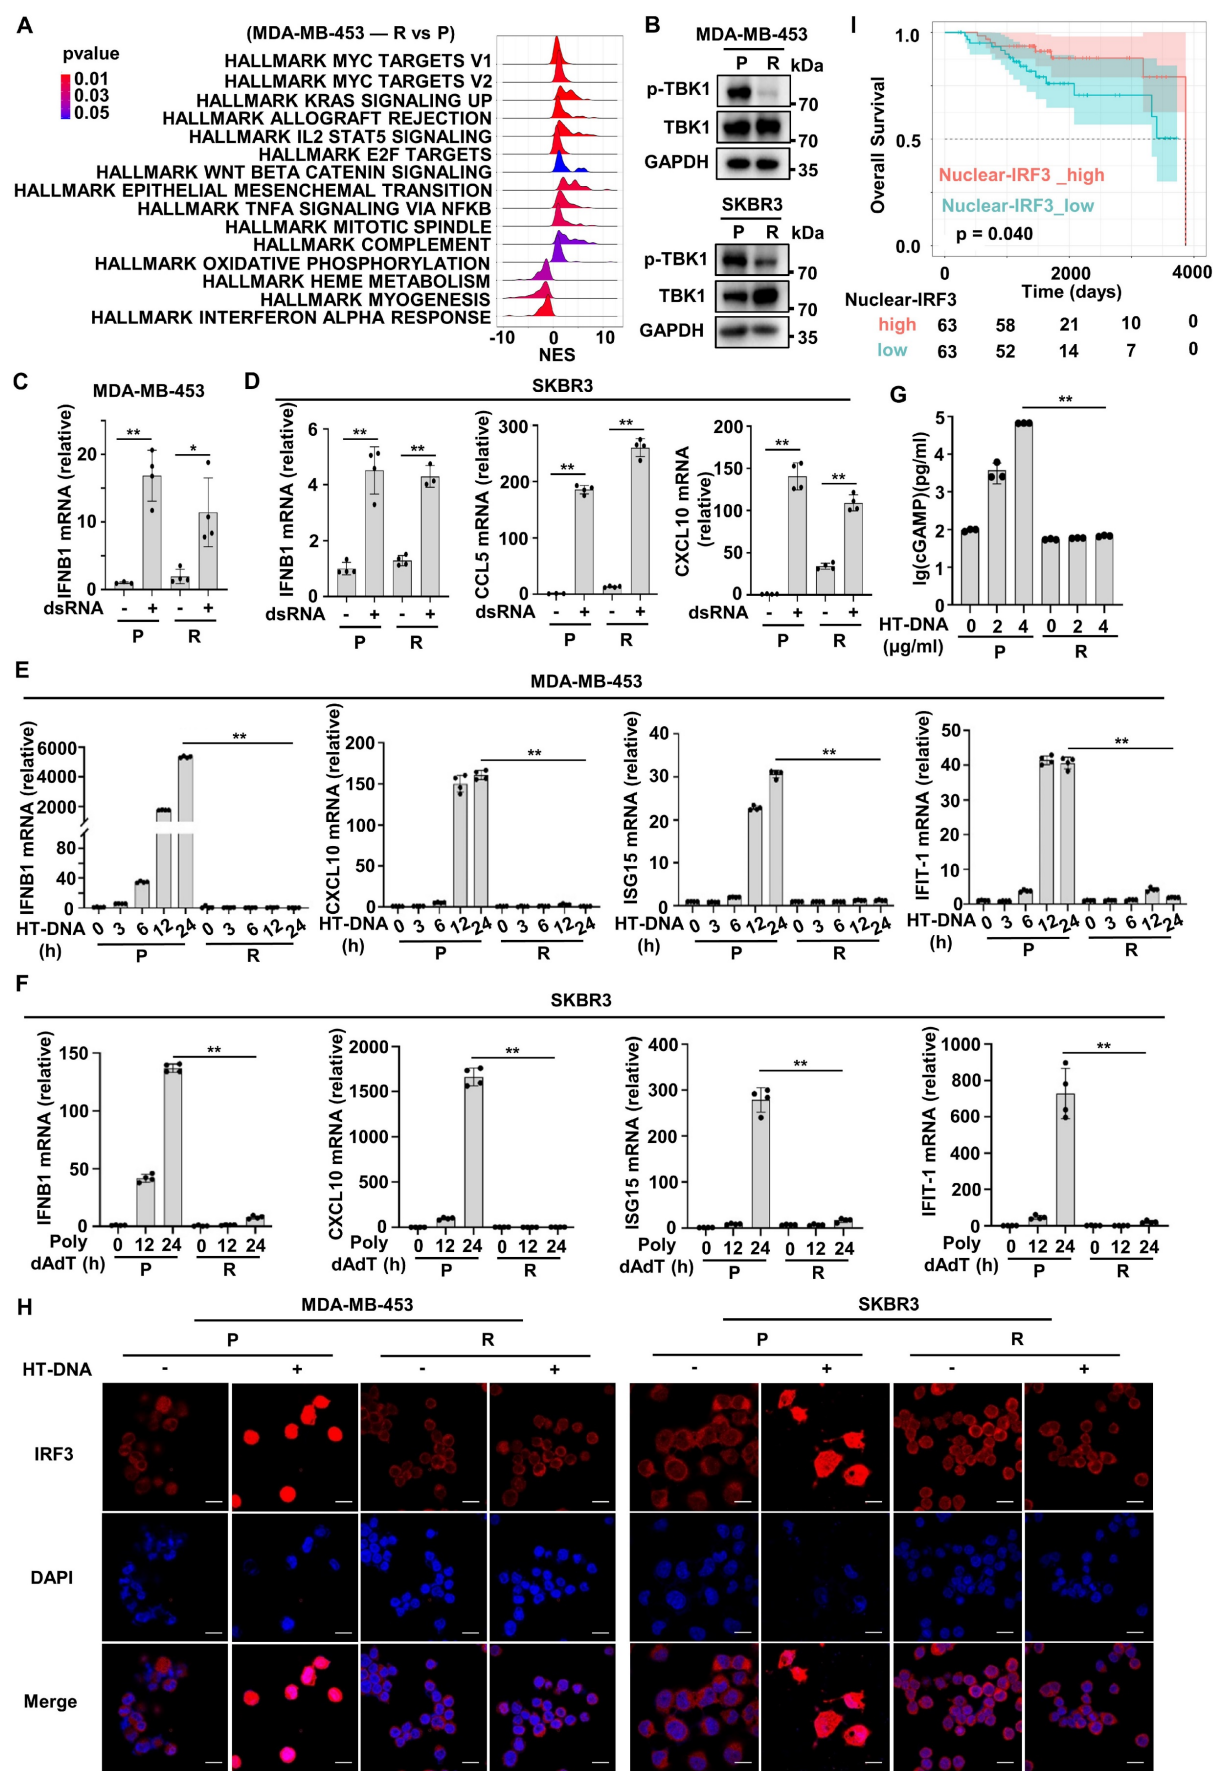 A
(MDA-MB-453 — R vs P)
pvalue
0.01
0.03
0.05
HALLMARK MYC TARGETS V1
HALLMARK MYC TARGETS V2
HALLMARK KRAS SIGNALING UP
HALLMARK ALLOGRAFT REJECTION
HALLMARK IL2 STAT5 SIGNALING
HALLMARK E2F TARGETS
HALLMARK WNT BETA CATENIN SIGNALING
HALLMARK EPITHELIAL MESENCHEMAL TRANSITION
HALLMARK TNFA SIGNALING VIA NFKB
HALLMARK MITOTIC SPINDLE
HALLMARK COMPLEMENT
HALLMARK OXIDATIVE PHOSPHORYLATION
HALLMARK HEME METABOLISM
HALLMARK MYOGENESIS
HALLMARK INTERFERON ALPHA RESPONSE
-10 0 10
NES
B
MDA-MB-453
P R kDa
p-TBK1
70
TBK1
70
GAPDH
35
SKBR3
P R kDa
p-TBK1
70
TBK1
70
GAPDH
35
I
Overall Survival
1.0
0.5
0.0
Nuclear-IRF3 _high
Nuclear-IRF3_low
p = 0.040
0 2000 4000
Time (days)
Nuclear-IRF3
high 63 58 21 10 0
low 63 52 14 7 0
C
MDA-MB-453
IFNB1 mRNA (relative)
20
10
0
** *
dsRNA - + - +
P R
D
SKBR3
IFNB1 mRNA (relative)
6
4
2
0
** **
dsRNA - + - +
P R
CCL5 mRNA (relative)
300
200
100
0
** **
- + - +
P R
CXCL10 mRNA
(relative)
200
150
100
50
0
** **
dsRNA - + - +
P R
G
lg(cGAMP)(pg/ml)
5
4
3
2
1
0
**
HT-DNA 0 2 4 0 2 4
(μg/ml) P R
E
MDA-MB-453
IFNB1 mRNA (relative)
6000
4000
2000
80
40
0
**
HT-DNA 0 3 6 12 24 0 3 6 12 24
(h) P R
CXCL10 mRNA (relative)
200
150
100
50
0
**
HT-DNA 0 3 6 12 24 0 3 6 12 24
(h) P R
ISG15 mRNA (relative)
40
30
20
10
0
**
HT-DNA 0 3 6 12 24 0 3 6 12 24
(h) P R
IFIT-1 mRNA (relative)
50
40
30
20
10
0
**
HT-DNA 0 3 6 12 24 0 3 6 12 24
(h) P R
F
SKBR3
IFNB1 mRNA (relative)
150
100
50
0
**
Poly 0 12 24 0 12 24
dAdT (h) P R
CXCL10 mRNA (relative)
2000
1500
1000
500
0
**
Poly 0 12 24 0 12 24
dAdT (h) P R
ISG15 mRNA (relative)
400
300
200
100
0
**
Poly 0 12 24 0 12 24
dAdT (h) P R
IFIT-1 mRNA (relative)
1000
800
600
400
200
0
**
Poly 0 12 24 0 12 24
dAdT (h) P R
H
MDA-MB-453 SKBR3
P R P R
HT-DNA - + - + - + - +
IRF3
DAPI
Merge